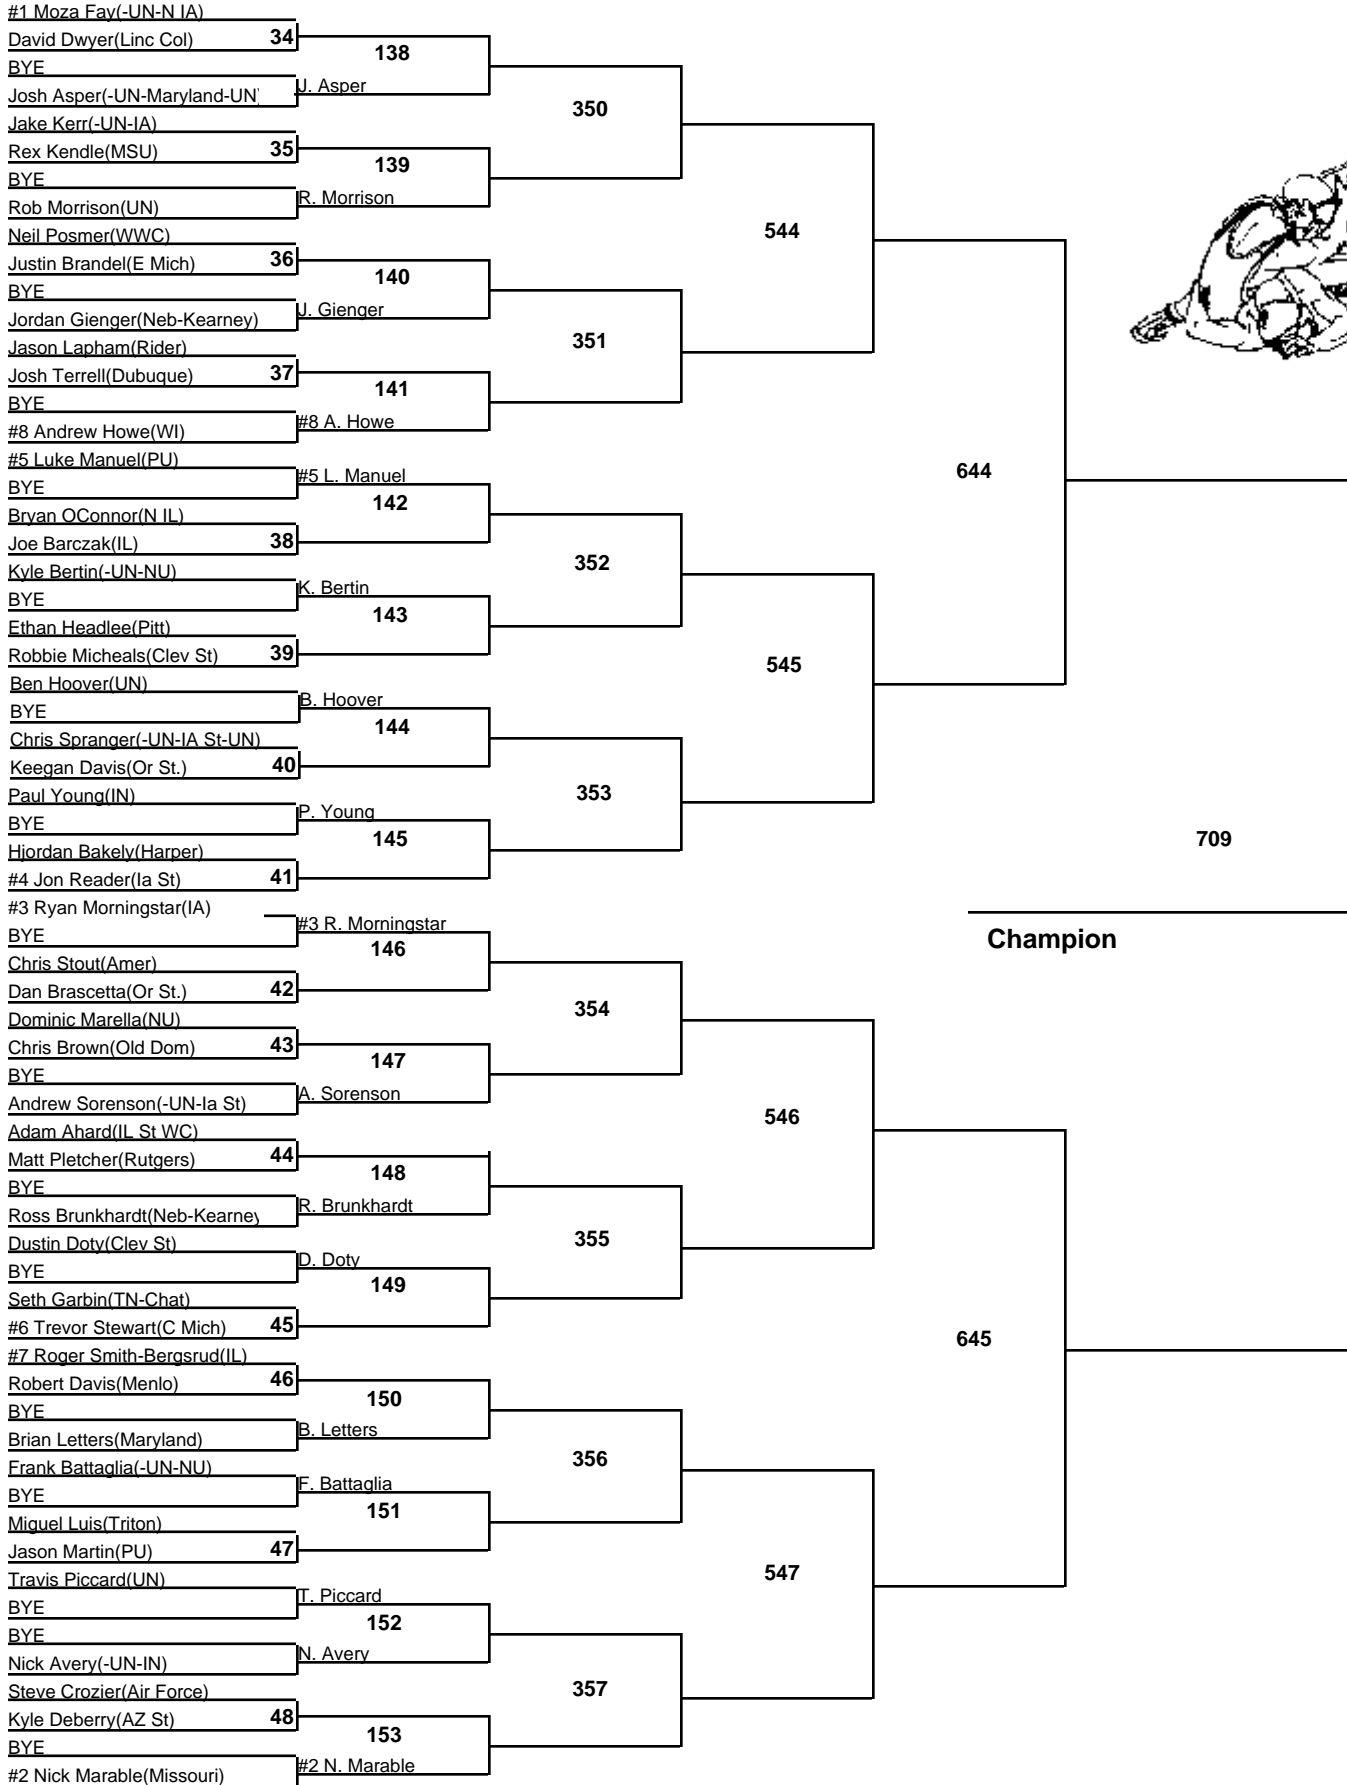 #1 Moza Fay(-UN-N IA)
David Dwyer(Linc Col) 34
138
BYE
J. Asper
Josh Asper(-UN-Maryland-UN)
350
Jake Kerr(-UN-IA)
Rex Kendle(MSU) 35
139
BYE
R. Morrison
Rob Morrison(UN)
544
Neil Posmer(WWC)
Justin Brandel(E Mich) 36
140
BYE
J. Gienger
Jordan Gienger(Neb-Kearney)
351
Jason Lapham(Rider)
Josh Terrell(Dubuque) 37
141
BYE
#8 A. Howe
#8 Andrew Howe(WI)
#5 Luke Manuel(PU)
644
#5 L. Manuel
BYE
142
Bryan OConnor(N IL)
Joe Barczak(IL) 38
352
Kyle Bertin(-UN-NU)
K. Bertin
BYE
143
Ethan Headlee(Pitt)
Robbie Micheals(Clev St) 39
545
Ben Hoover(UN)
B. Hoover
BYE
144
Chris Spranger(-UN-IA St-UN)
Keegan Davis(Or St.) 40
353
Paul Young(IN)
P. Young
BYE
145
709
Hjordan Bakely(Harper)
#4 Jon Reader(Ia St) 41
#3 Ryan Morningstar(IA)
#3 R. Morningstar
BYE
Champion
146
Chris Stout(Amer)
Dan Brascetta(Or St.) 42
354
Dominic Marella(NU)
Chris Brown(Old Dom) 43
147
BYE
A. Sorenson
Andrew Sorenson(-UN-Ia St)
546
Adam Ahard(IL St WC)
Matt Pletcher(Rutgers) 44
148
BYE
R. Brunkhardt
Ross Brunkhardt(Neb-Kearney
355
Dustin Doty(Clev St)
D. Doty
BYE
149
Seth Garbin(TN-Chat)
#6 Trevor Stewart(C Mich) 45
645
#7 Roger Smith-Bergsrud(IL)
Robert Davis(Menlo) 46
150
BYE
B. Letters
Brian Letters(Maryland)
356
Frank Battaglia(-UN-NU)
F. Battaglia
BYE
151
Miguel Luis(Triton)
Jason Martin(PU) 47
547
Travis Piccard(UN)
T. Piccard
BYE
152
BYE
N. Avery
Nick Avery(-UN-IN)
357
Steve Crozier(Air Force)
Kyle Deberry(AZ St) 48
153
BYE
#2 N. Marable
#2 Nick Marable(Missouri)